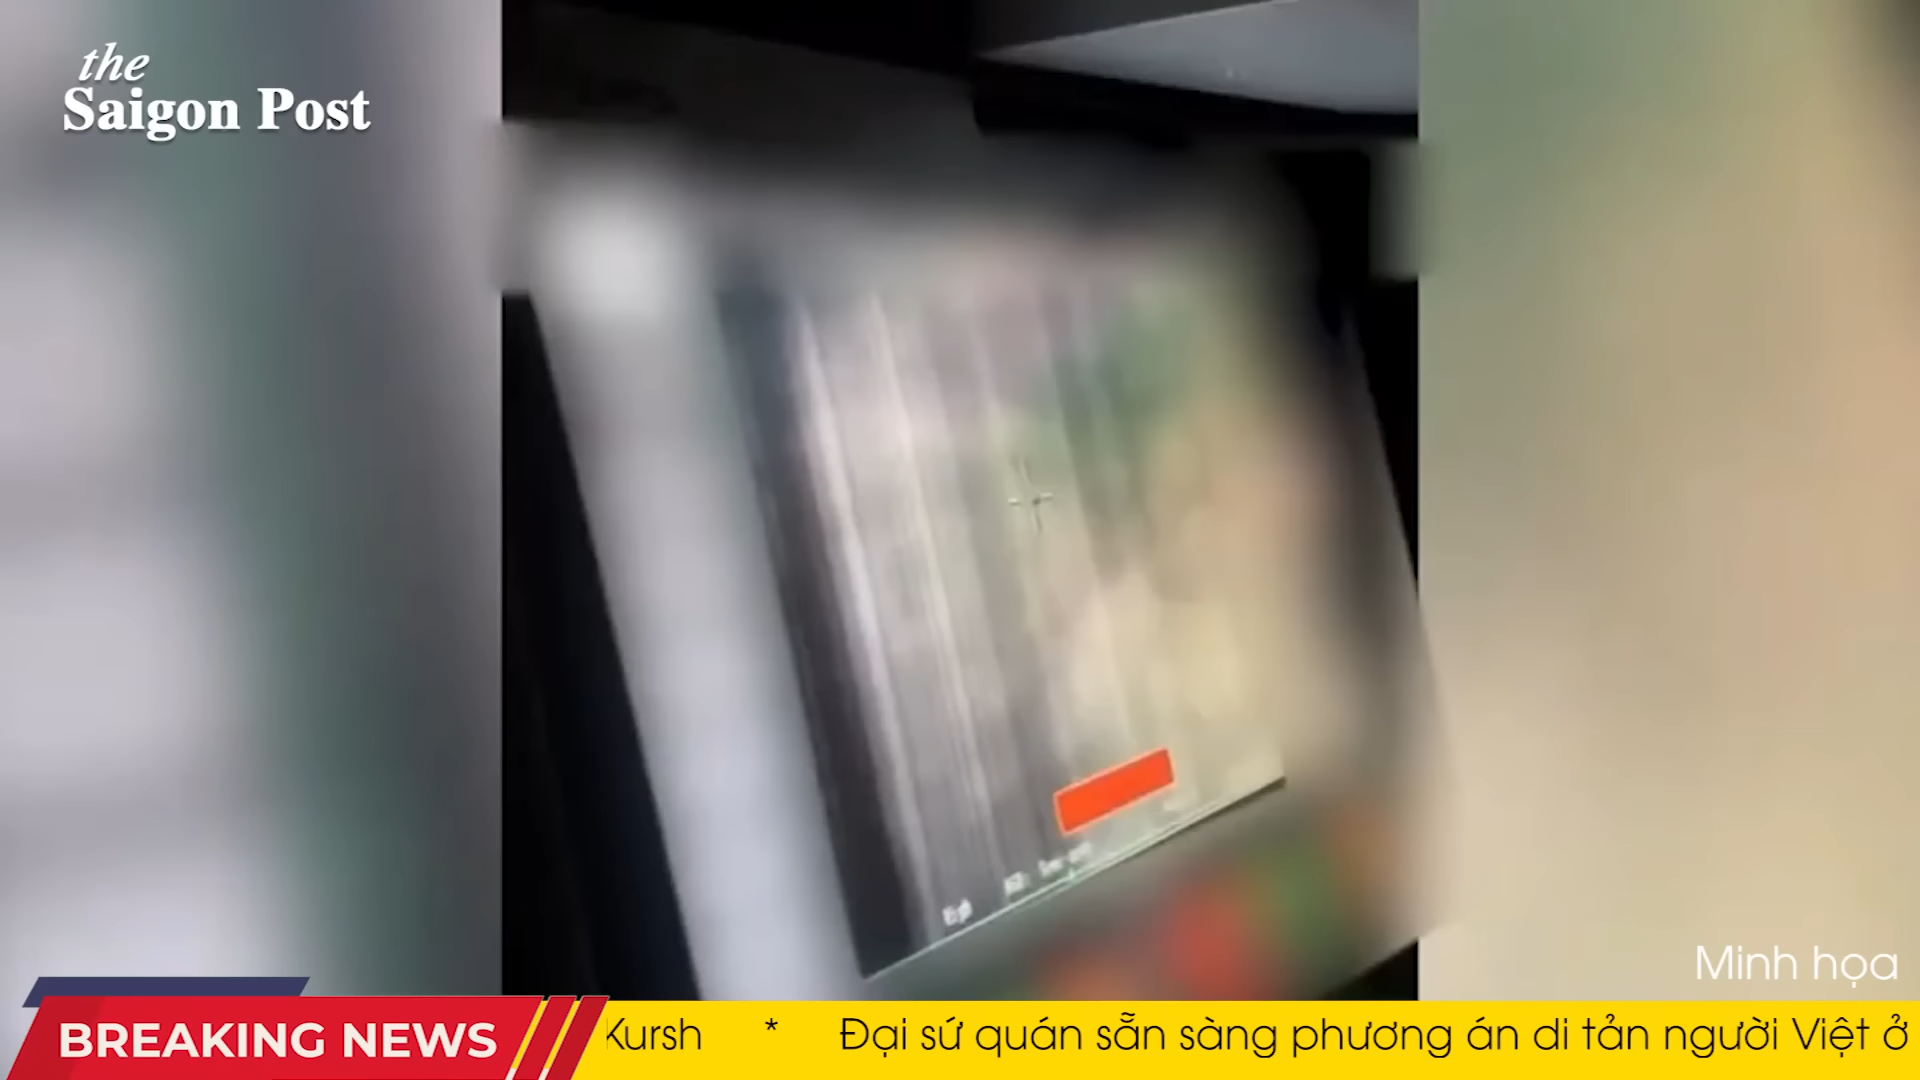 the
Saigon Post
Minh họa
BREAKING NEWS
Kursh * Đại sứ quán sẵn sàng phương án di tản người Việt ở